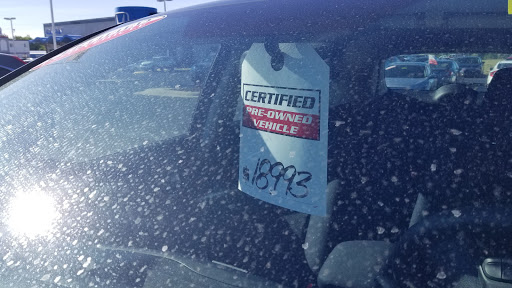 CERTIFIED
PRE-OWNED
VEHICLE
$18993